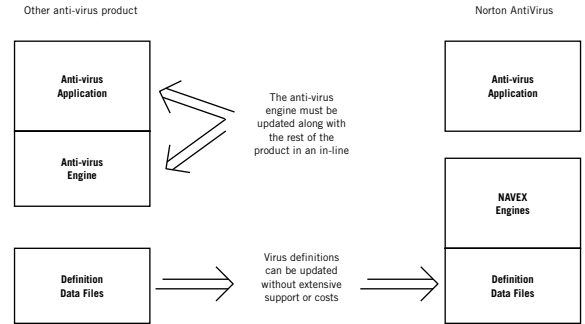 Other anti-virus product
Norton AntiVirus
Anti-virus
Application
Anti-virus
Engine
The anti-virus
engine must be
updated along with
the rest of the
product in an in-line
Anti-virus
Application
NAVEX
Engines
Definition
Data Files
Virus definitions
can be updated
without extensive
support or costs
Definition
Data Files